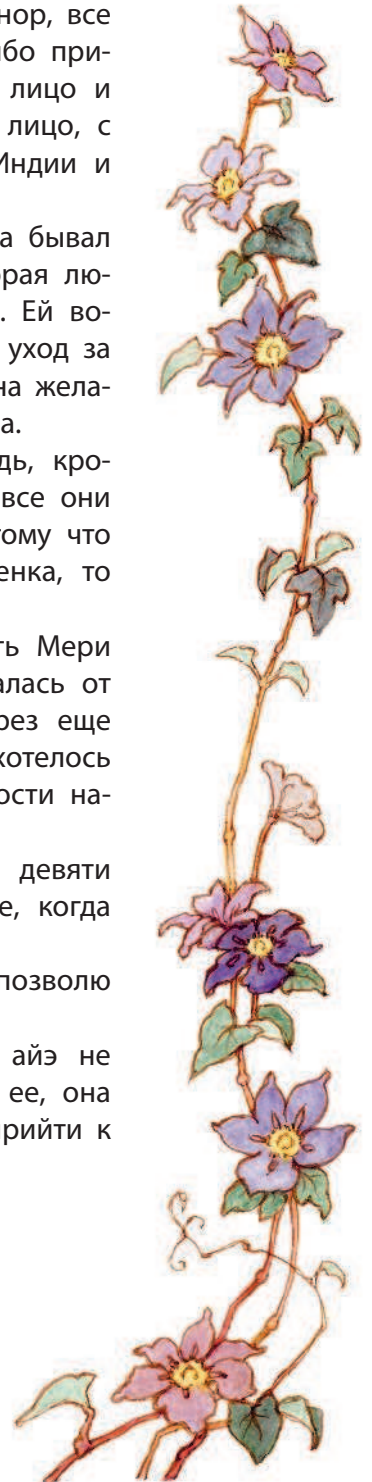 нор, все
ибо при-
лицо и
лицо, с
Индии и
а бывал
рая лю-
. Ей во-
уход за
на жела-
а.
дь, кро-
все они
тому что
енка, то
ть Мери
алась от
рез еще
хотелось
ости на-
девяти
е, когда
позволю
айэ не
ее, она
прийти к